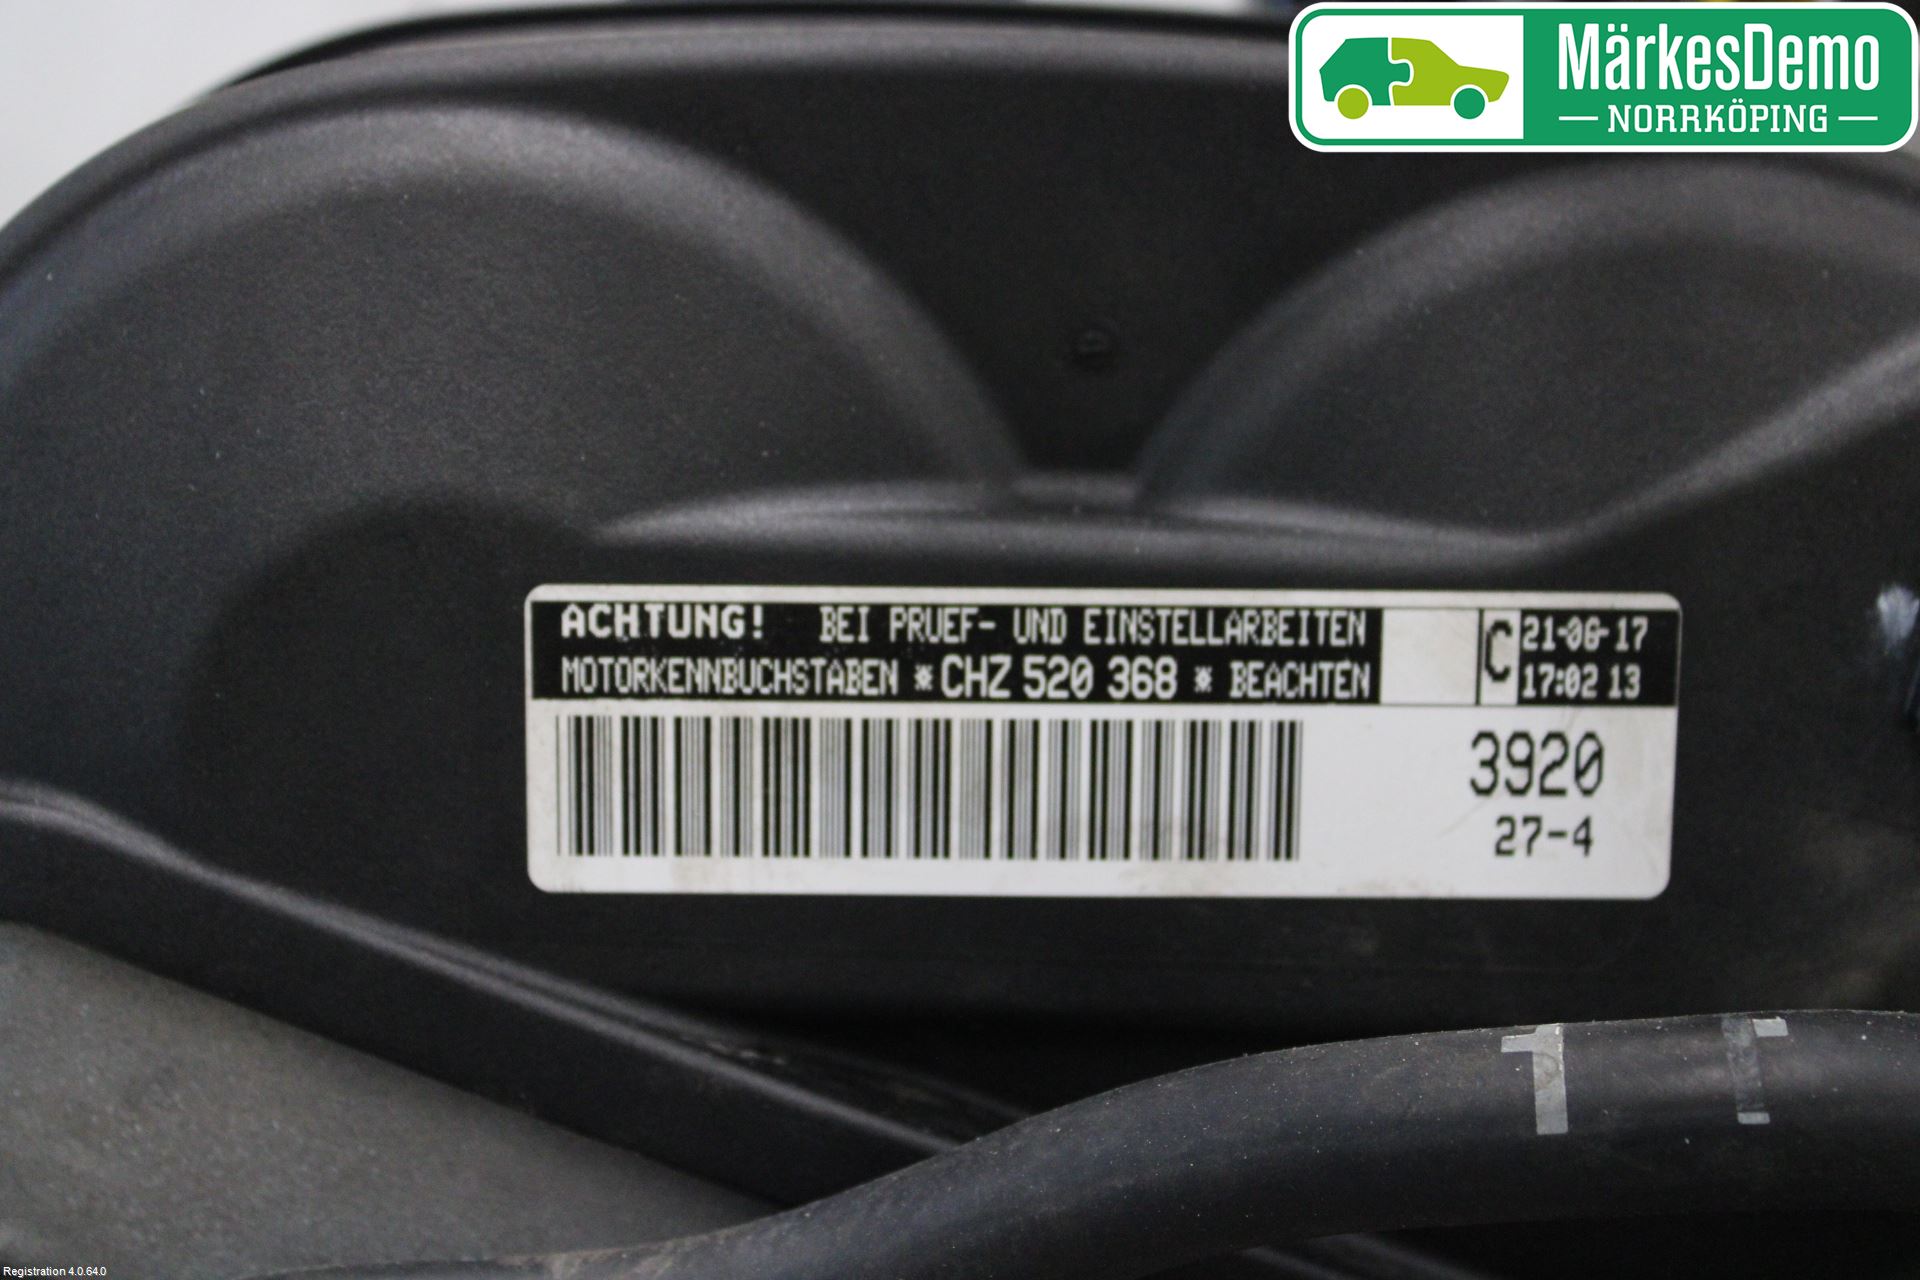 MärkesDemo
NORRKÖPING
ACHTUNG! BEI PRUEF- UND EINSTELLARBEITEN
MOTORKENNBUCHSTABEN *CHZ 520 368 * BEACHTEN
C
21-06-17
17:02 13
3920
27-4
Registration 4.0.64.0